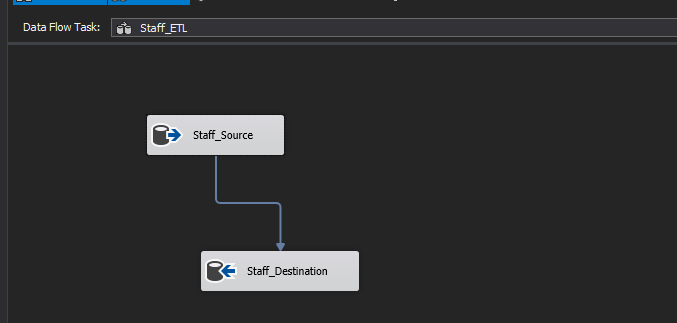 Data Flow Task: Staff_ETL
Staff_Source
Staff_Destination